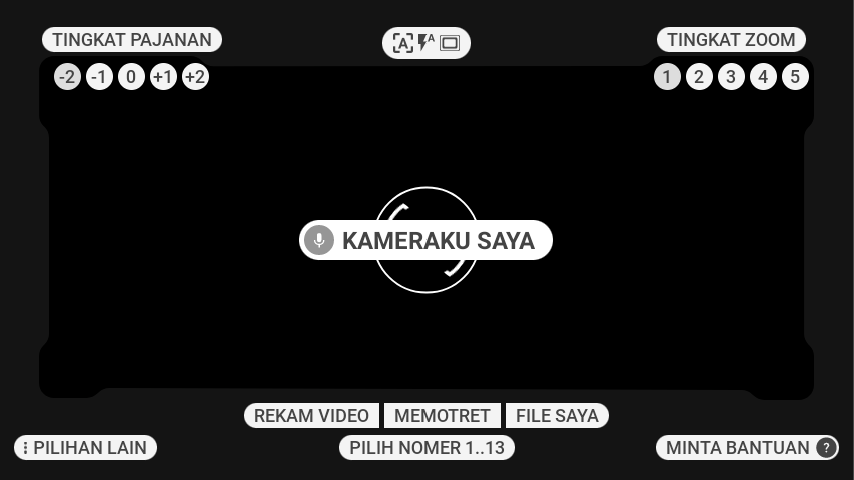 TINGKAT PAJANAN
A A
TINGKAT ZOOM
-2 -1 0 +1 +2
1 2 3 4 5
KAMERAKU SAYA
REKAM VIDEO MEMOTRET FILE SAYA
PILIHAN LAIN
PILIH NOMER 1..13
MINTA BANTUAN ?